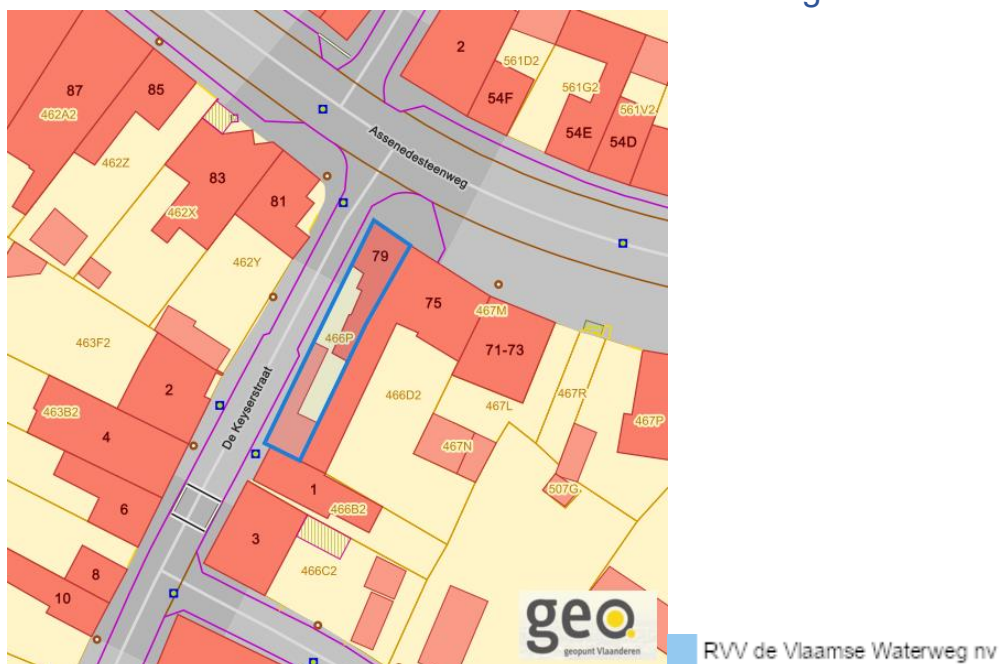 2
561D2
87
85
54F
561G2
561V2
462A2
Assenedesteenweg
54E
54D
462Z
83
462X
81
462Y
79
75
467M
466P
71-73
463F2
De Keyserstraat
2
466D2
467L
467R
463B2
4
467P
467N
1
507G
6
466B2
3
8
466C2
10
geo
geopunt Vlaanderen
RVV de Vlaamse Waterweg nv